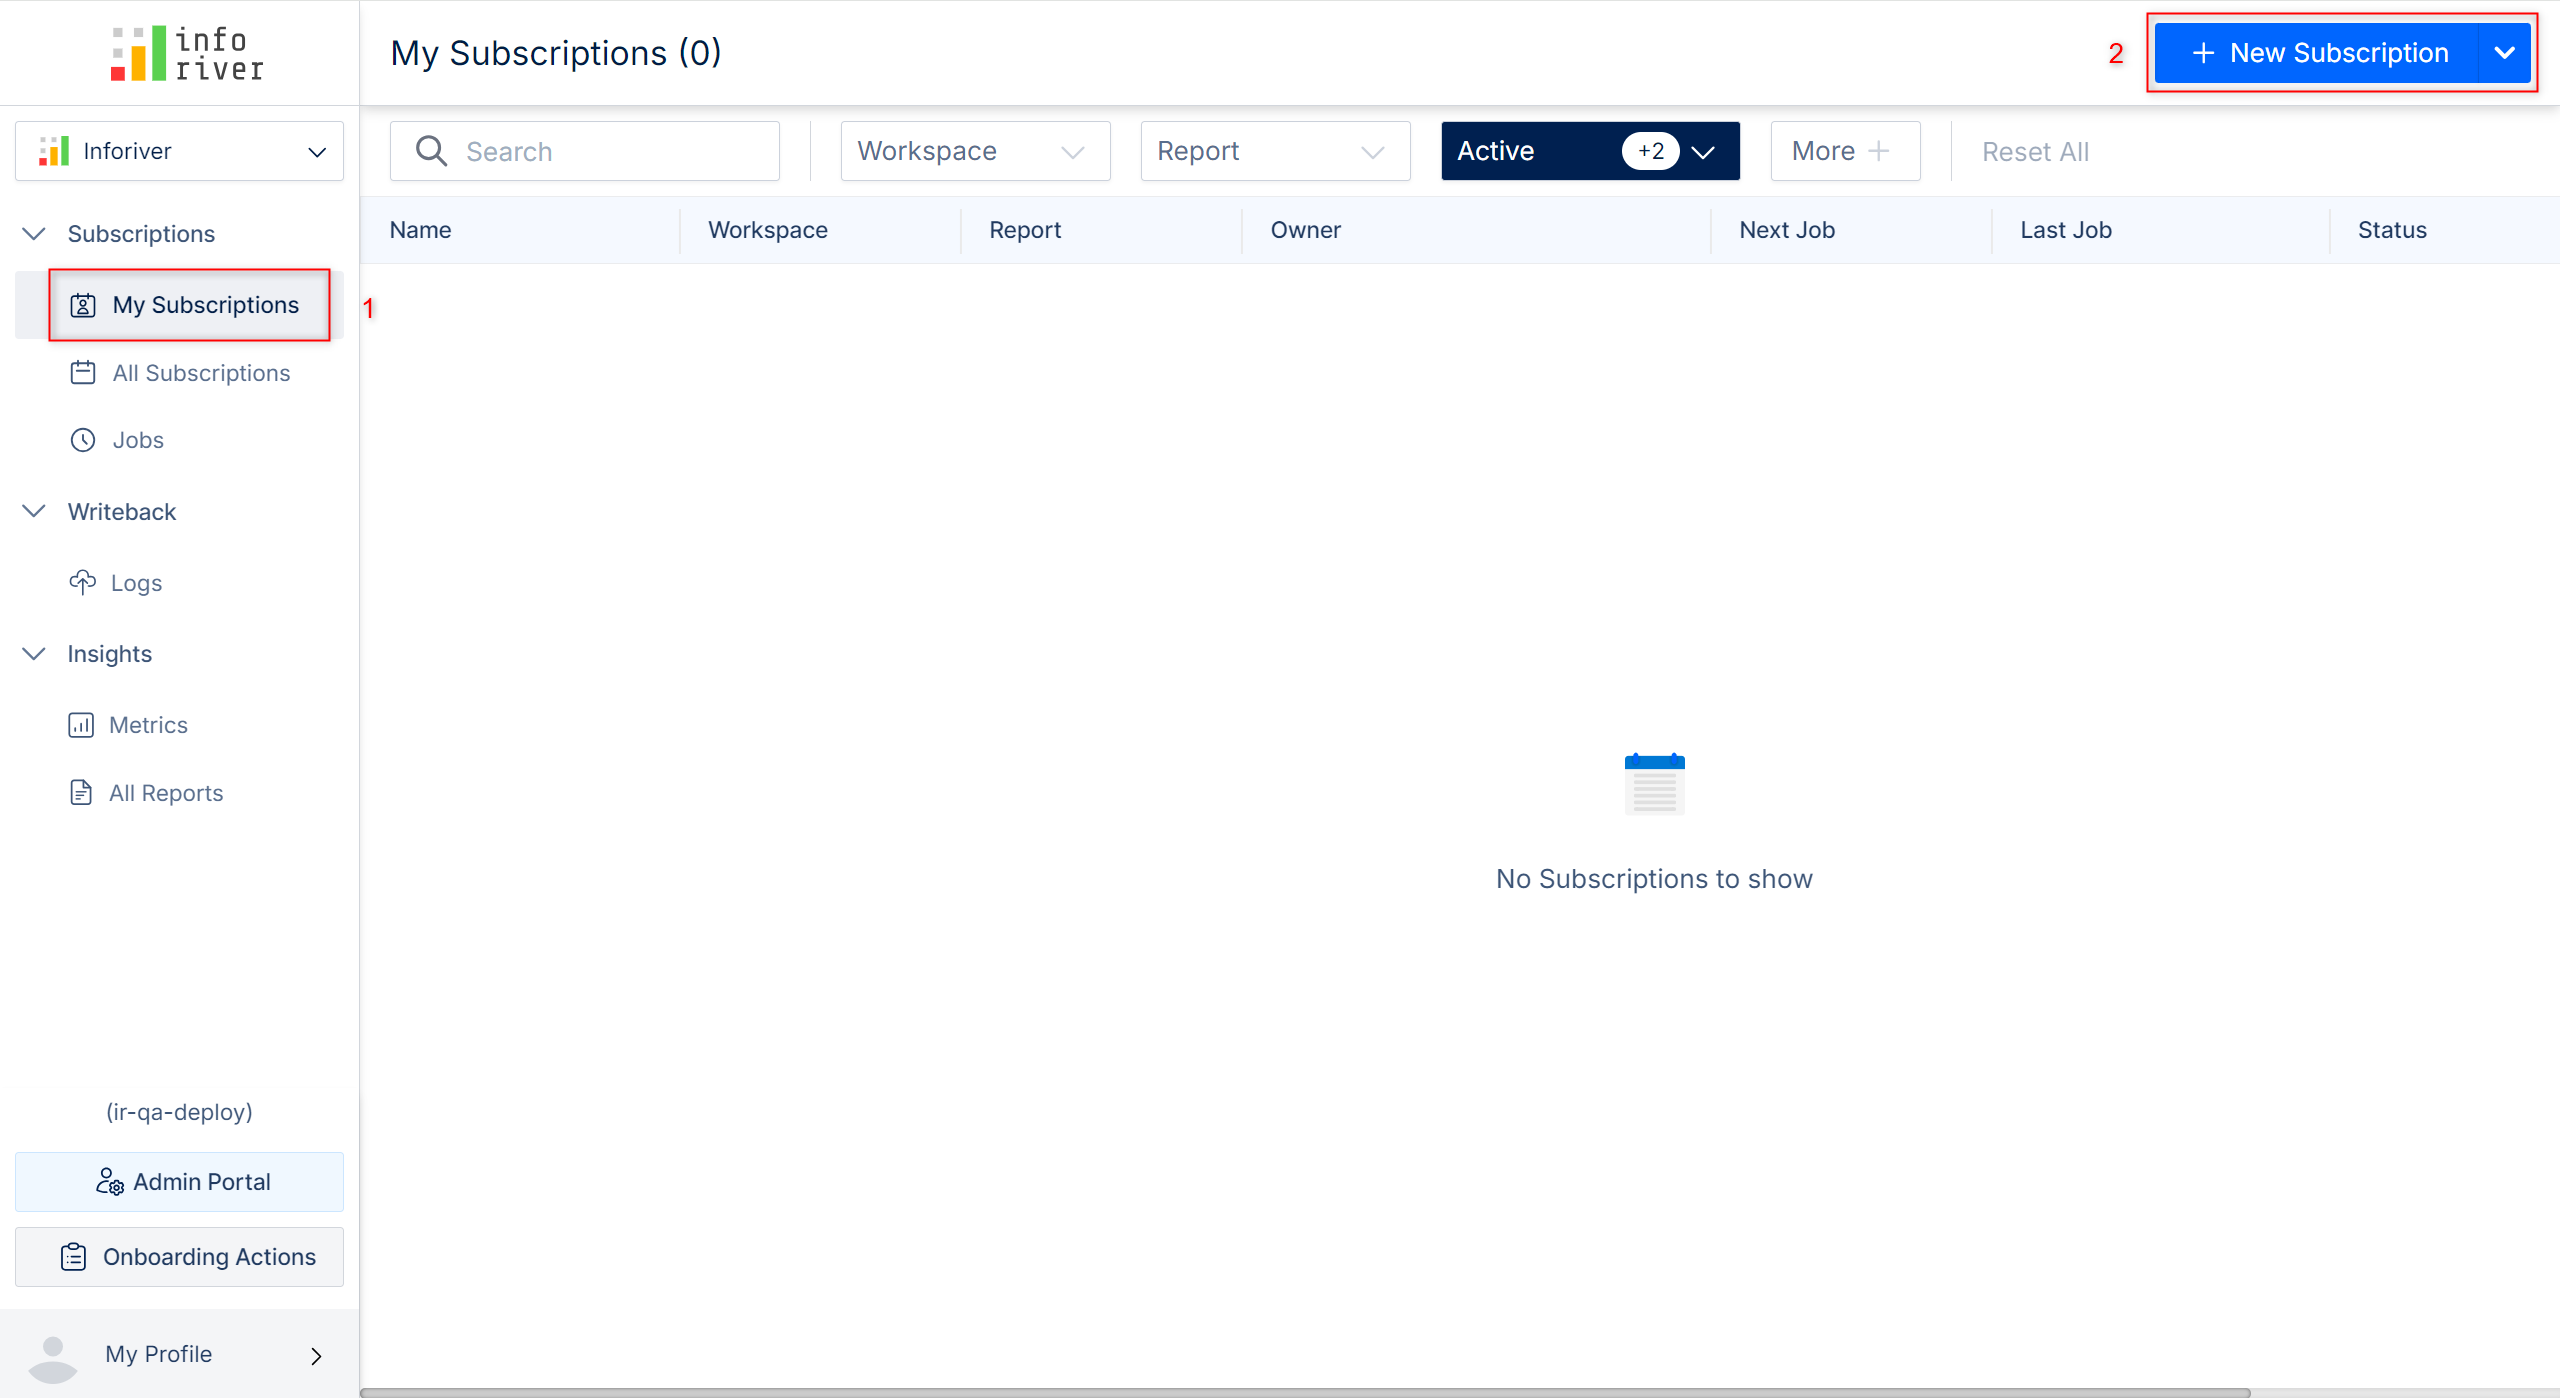 info
river
My Subscriptions (0)
2
New Subscription
Inforiver
Search
Workspace
Report
Active
+2
More
Reset All
Name
Workspace
Report
Owner
Next Job
Last Job
Status
Subscriptions
My Subscriptions
1
All Subscriptions
Jobs
Writeback
Logs
Insights
Metrics
All Reports
No Subscriptions to show
(ir-qa-deploy)
Admin Portal
Onboarding Actions
My Profile